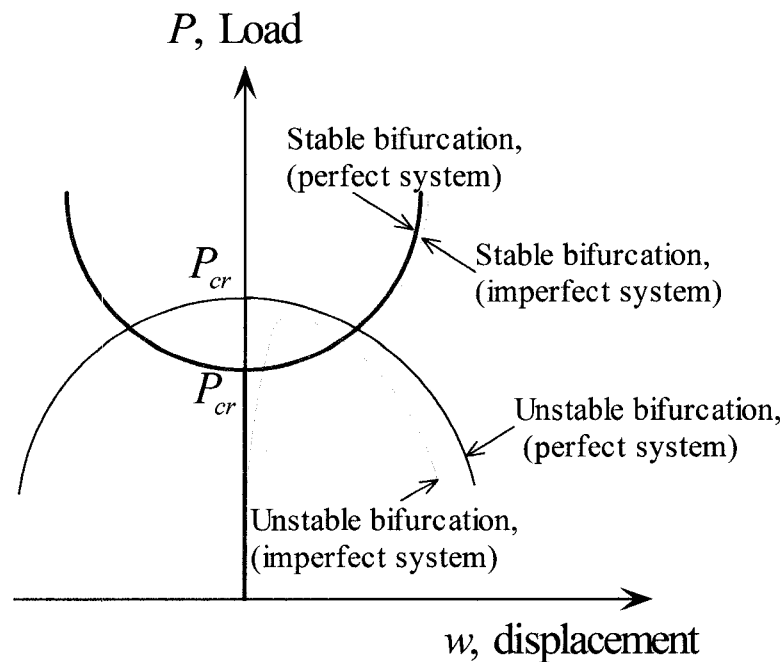 P, Load
Stable bifurcation,
(perfect system)
Stable bifurcation,
(imperfect system)
P_cr
P_cr
Unstable bifurcation,
(perfect system)
Unstable bifurcation,
(imperfect system)
w, displacement